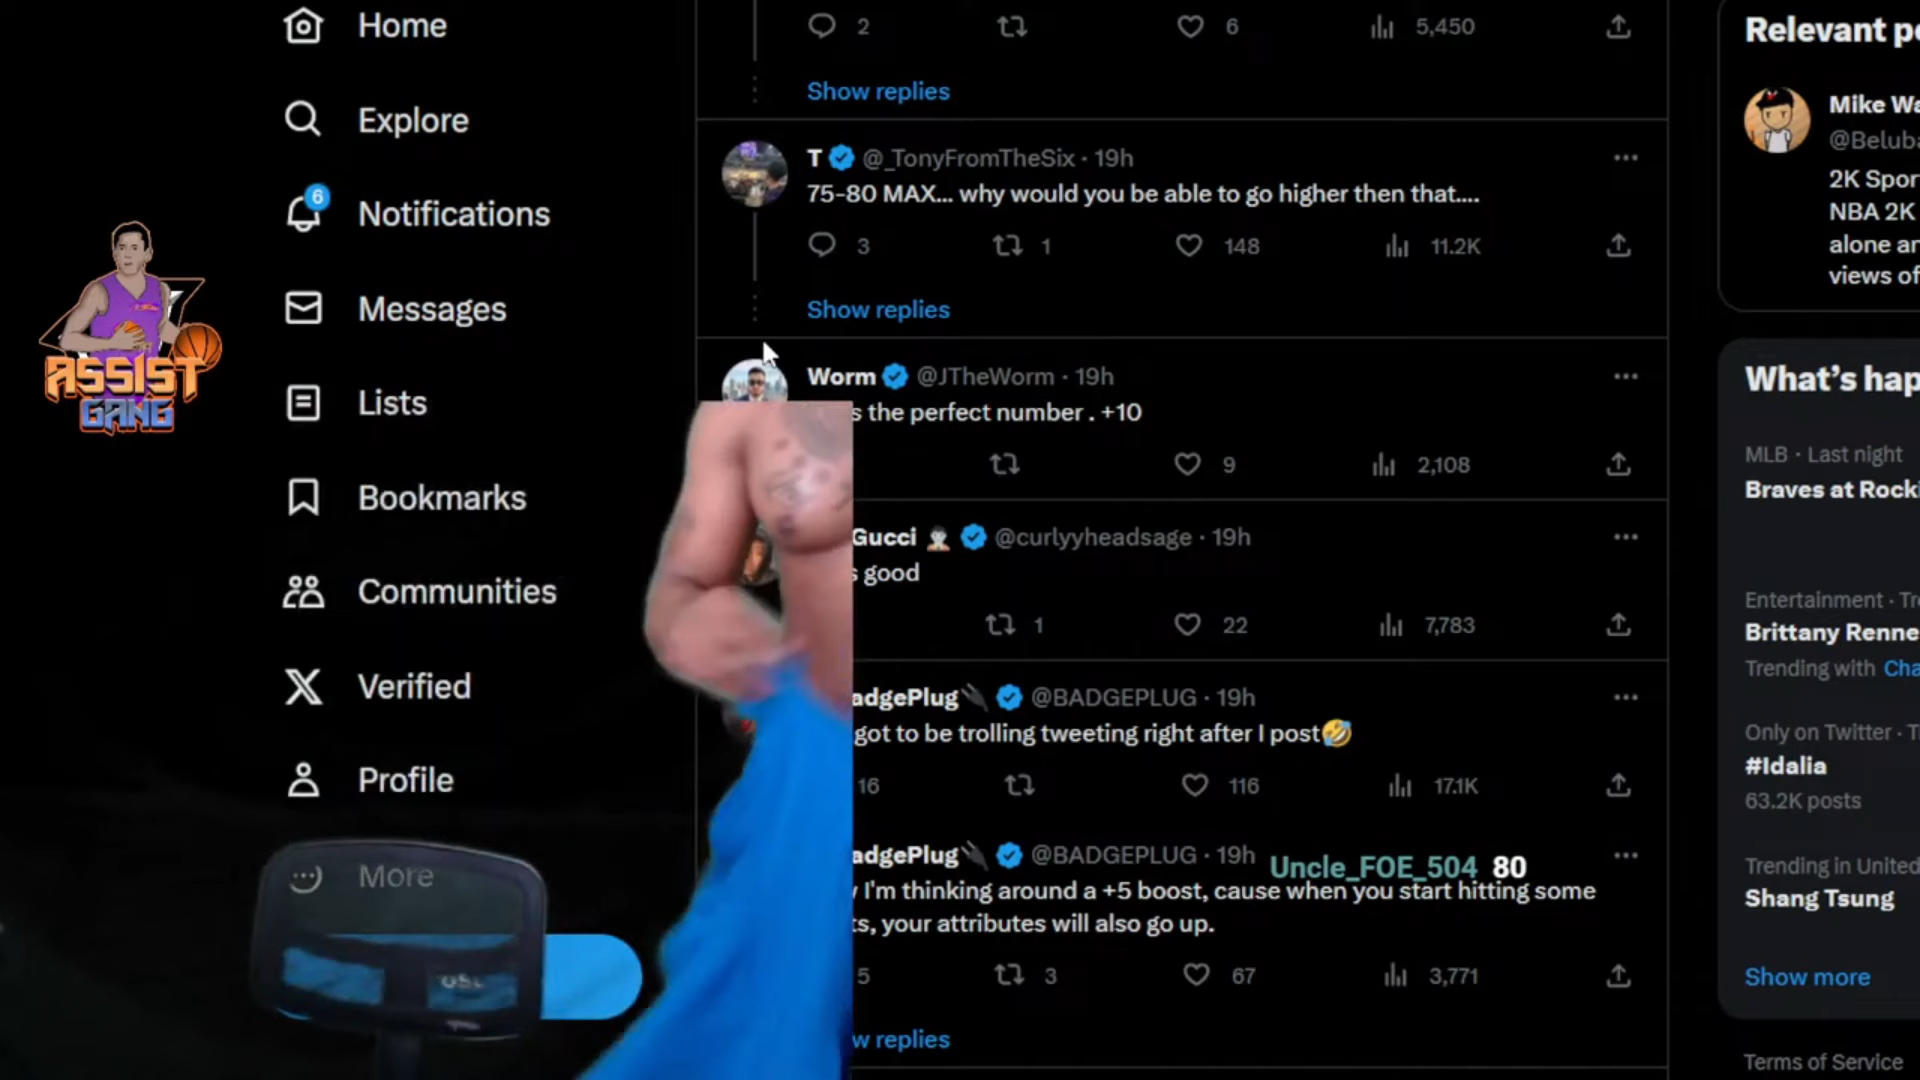 Home
Explore
6
Notifications
Messages
Lists
Bookmarks
Communities
Verified
Profile
More
ASSIST
GANG
2
6
5,450
Show replies
T @_TonyFromTheSix · 19h
75-80 MAX... why would you be able to go higher then that....
3
1
148
11.2K
Show replies
Worm @JTheWorm · 19h
s the perfect number . +10
9
2,108
Gucci @curlyyheadsage · 19h
s good
1
22
7,783
adgePlug @BADGEPLUG · 19h
got to be trolling tweeting right after I post🤣
16
116
17.1K
adgePlug @BADGEPLUG · 19h
Uncle_FOE_504 80
I'm thinking around a +5 boost, cause when you start hitting some
ts, your attributes will also go up.
5
3
67
3,771
w replies
Relevant pe
Mike Wa
@Beluba
2K Spor
NBA 2K
alone an
views of
What's hap
MLB · Last night
Braves at Rocki
Entertainment · Tre
Brittany Renne
Trending with Cha
Only on Twitter · T
#Idalia
63.2K posts
Trending in United
Shang Tsung
Show more
Terms of Service